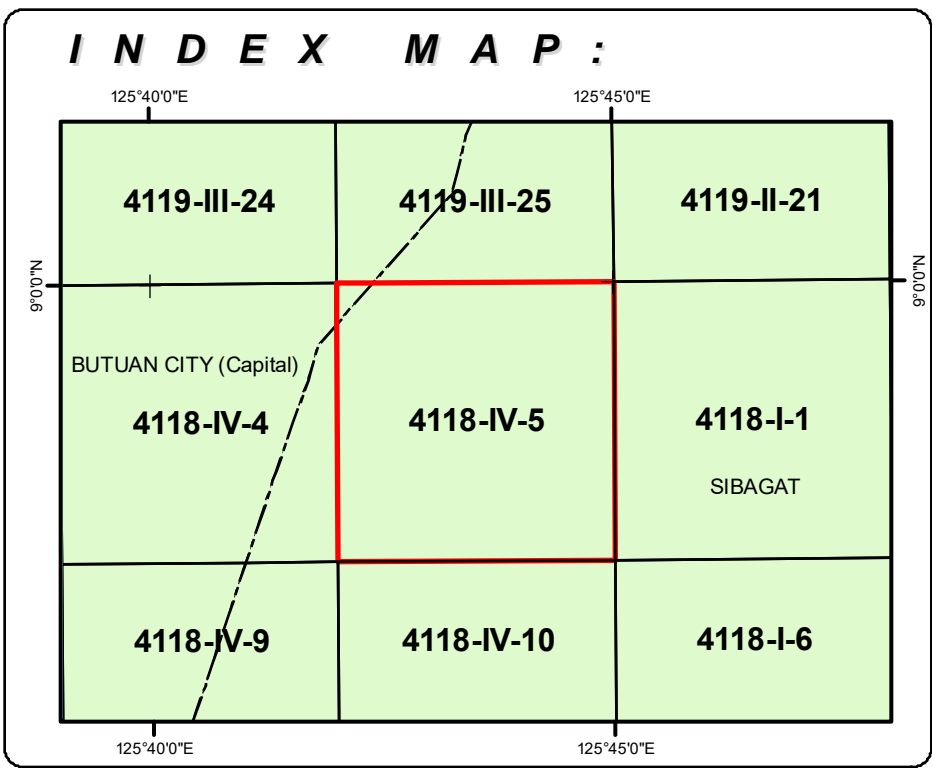 INDEX MAP:
125°40'0"E 125°45'0"E
4119-III-24 4119-III-25 4119-II-21
9°0'0"N 9°0'0"N
BUTUAN CITY (Capital)
4118-IV-4 4118-IV-5 4118-I-1
SIBAGAT
4118-IV-9 4118-IV-10 4118-I-6
125°40'0"E 125°45'0"E